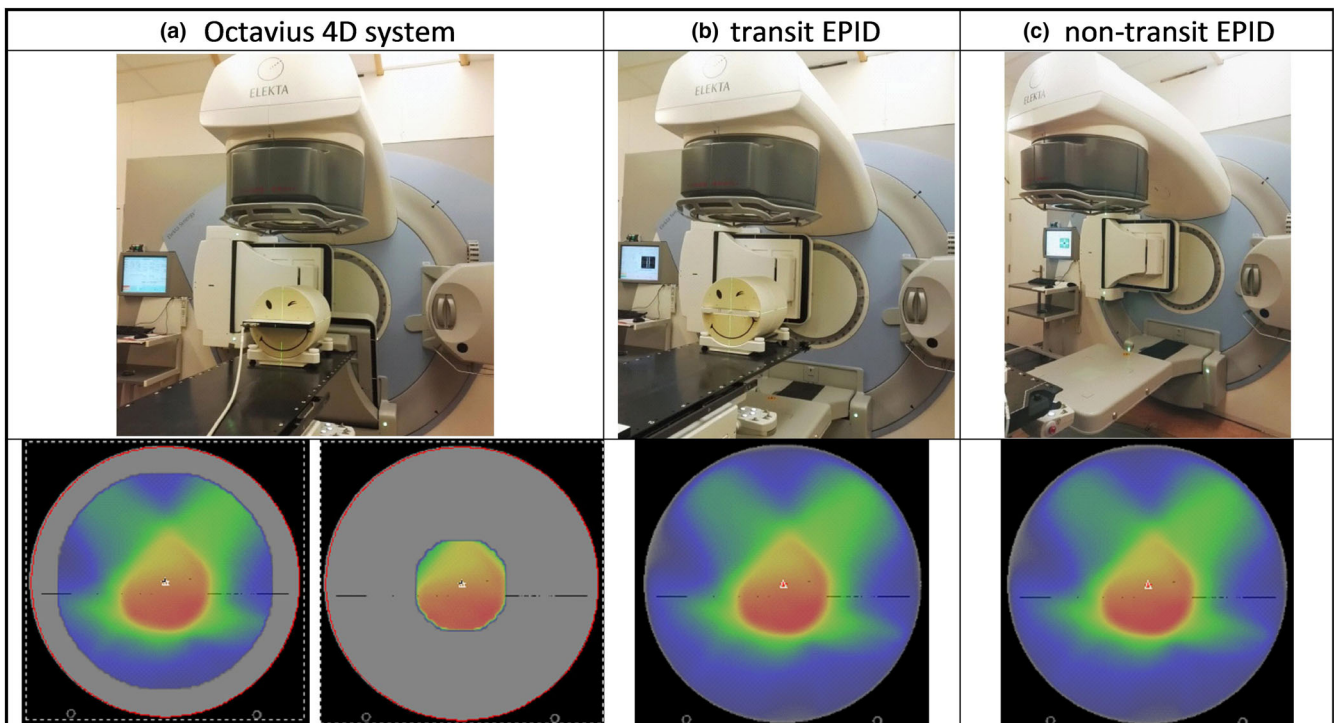 (a) Octavius 4D system
(b) transit EPID
(c) non-transit EPID
ELEKTA
ELEKTA
ELEKTA